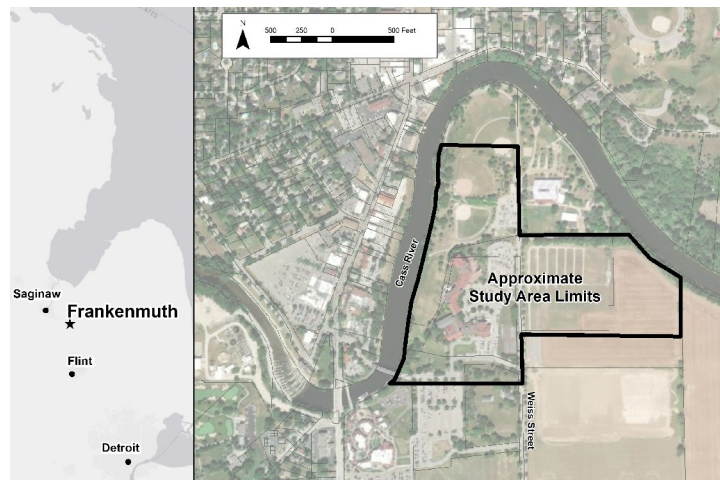 Saginaw
Frankenmuth
Flint
Detroit
N
500 250 0 500 Feet
Cass River
Approximate
Study Area Limits
Weiss Street